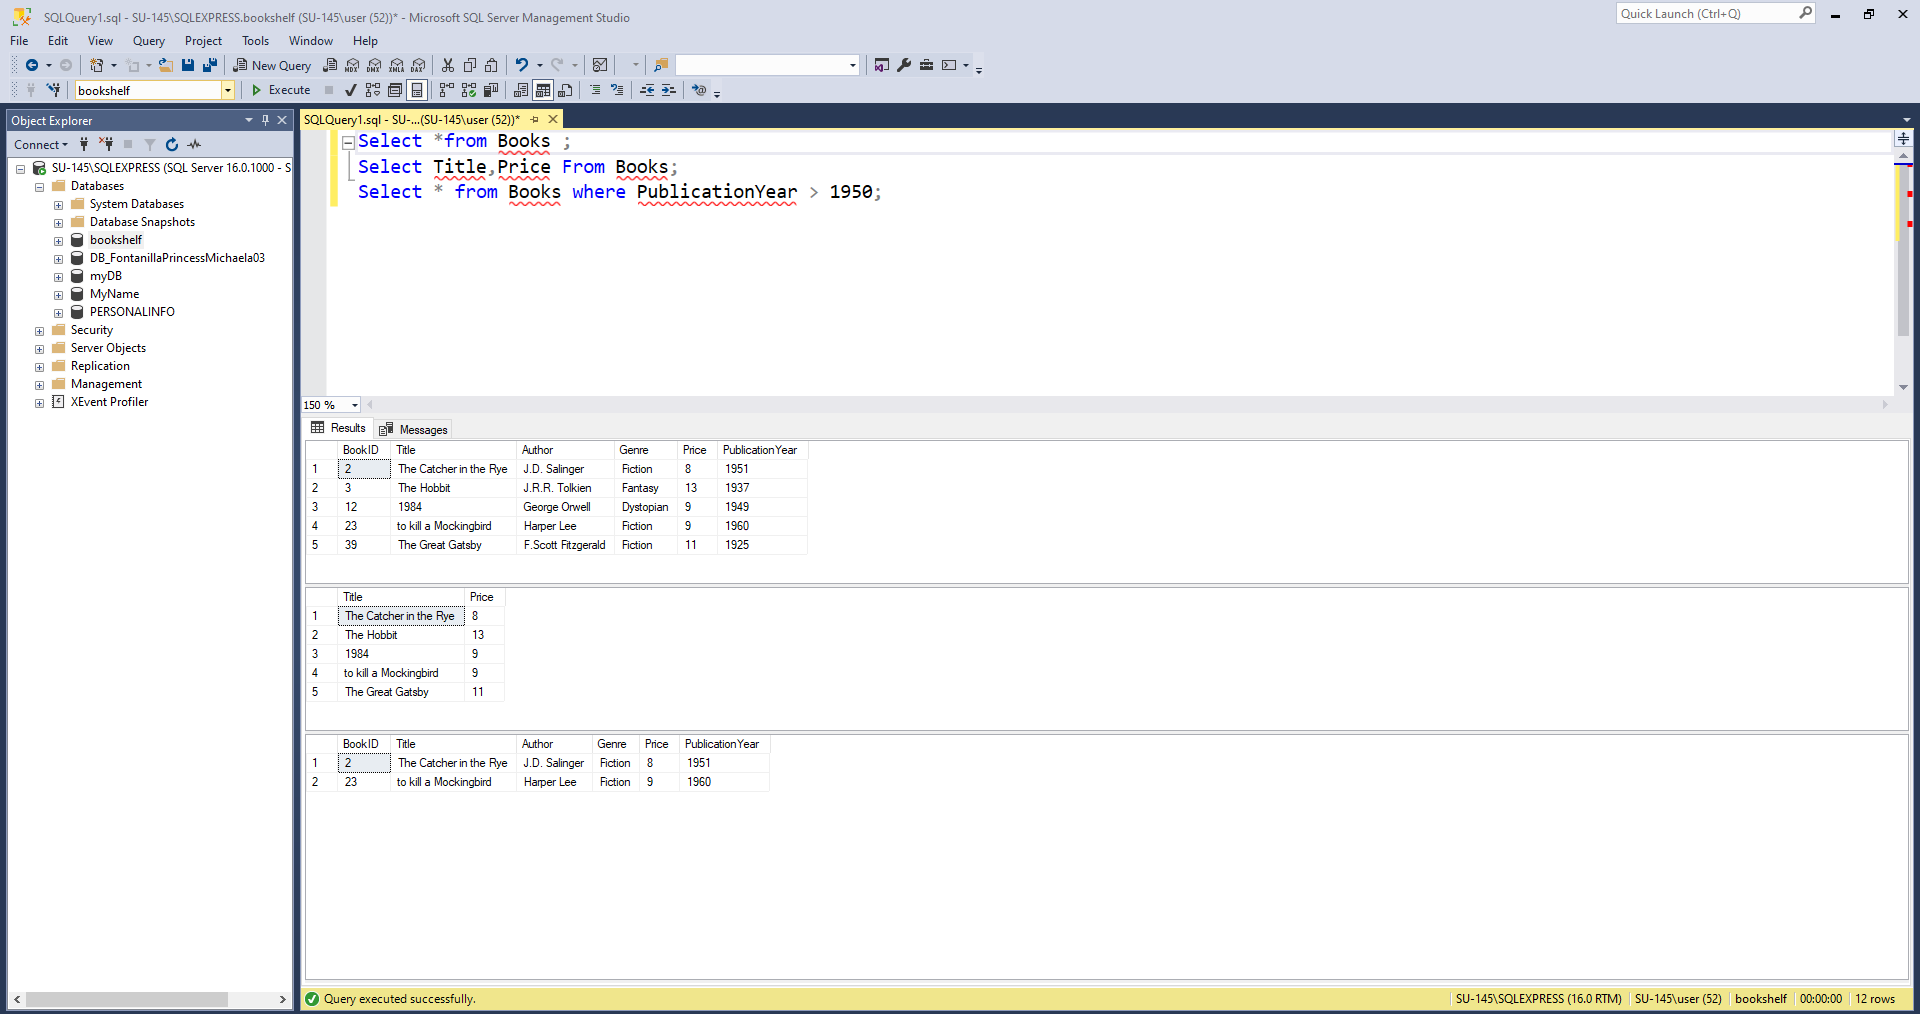 SQLQuery1.sql - SU-145\SQLEXPRESS.bookshelf (SU-145\user (52))* - Microsoft SQL Server Management Studio
Quick Launch (Ctrl+Q)
File Edit View Query Project Tools Window Help
New Query MDX DMX XMLA DAX
bookshelf Execute
Object Explorer
SQLQuery1.sql - SU-...(SU-145\user (52))*
Connect
SU-145\SQLEXPRESS (SQL Server 16.0.1000 - S
Databases
System Databases
Database Snapshots
bookshelf
DB_FontanillaPrincessMichaela03
myDB
MyName
PERSONALINFO
Security
Server Objects
Replication
Management
XEvent Profiler
Select *from Books ;
Select Title,Price From Books;
Select * from Books where PublicationYear > 1950;
150 %
Results Messages
BookID Title Author Genre Price PublicationYear
1 2 The Catcher in the Rye J.D. Salinger Fiction 8 1951
2 3 The Hobbit J.R.R. Tolkien Fantasy 13 1937
3 12 1984 George Orwell Dystopian 9 1949
4 23 to kill a Mockingbird Harper Lee Fiction 9 1960
5 39 The Great Gatsby F.Scott Fitzgerald Fiction 11 1925
Title Price
1 The Catcher in the Rye 8
2 The Hobbit 13
3 1984 9
4 to kill a Mockingbird 9
5 The Great Gatsby 11
BookID Title Author Genre Price PublicationYear
1 2 The Catcher in the Rye J.D. Salinger Fiction 8 1951
2 23 to kill a Mockingbird Harper Lee Fiction 9 1960
Query executed successfully.
SU-145\SQLEXPRESS (16.0 RTM) SU-145\user (52) bookshelf 00:00:00 12 rows